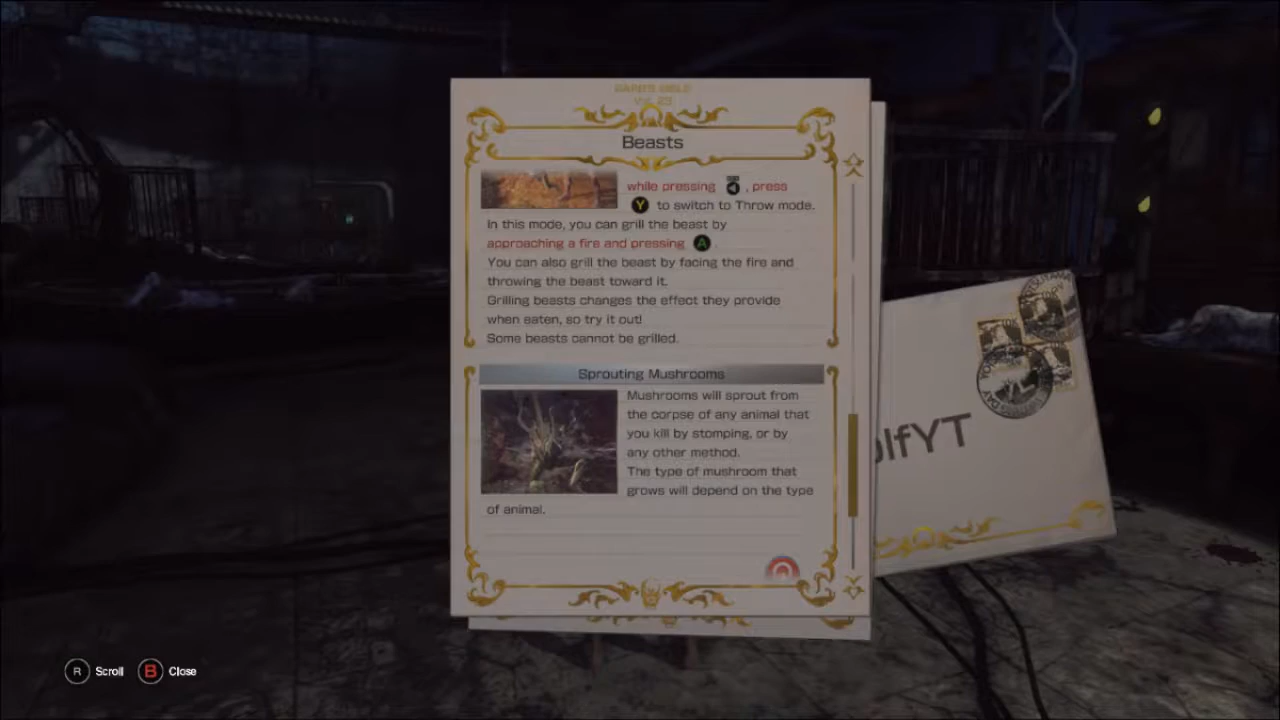 Beasts
while pressing , press
Y to switch to Throw mode.
In this mode, you can grill the beast by
approaching a fire and pressing A .
You can also grill the beast by facing the fire and
throwing the beast toward it.
Grilling beasts changes the effect they provide
when eaten, so try it out!
Some beasts cannot be grilled.
Sprouting Mushrooms
Mushrooms will sprout from
the corpse of any animal that
you kill by stomping, or by
any other method.
The type of mushroom that
grows will depend on the type
of animal.
lfYT
R Scroll B Close